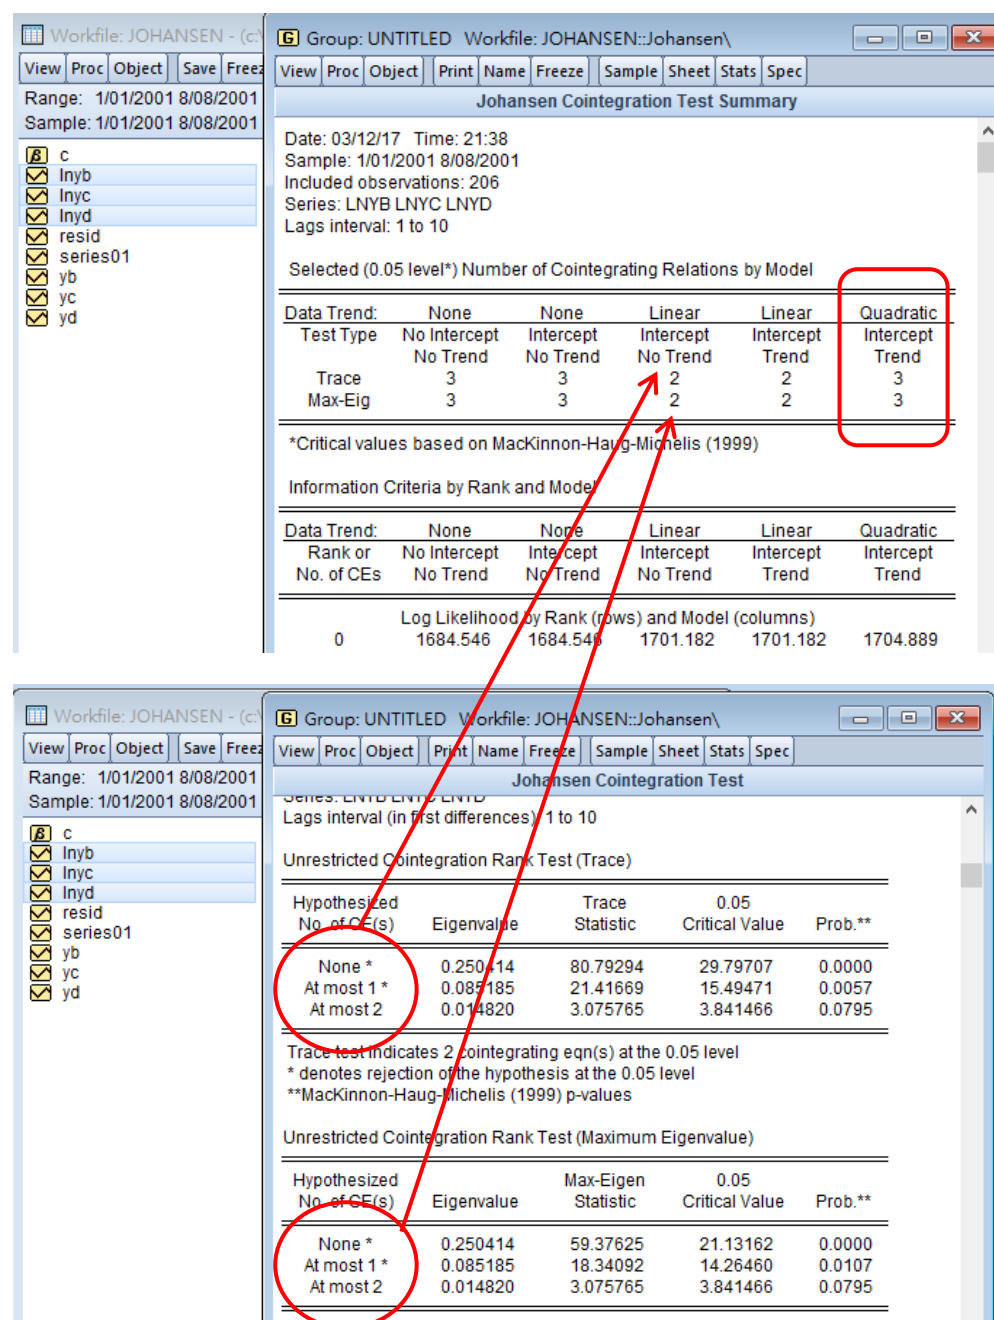 Workfile: JOHANSEN - (c:\
View Proc Object Save Freez
Range: 1/01/2001 8/08/2001
Sample: 1/01/2001 8/08/2001
c
lnyb
lnyc
lnyd
resid
series01
yb
yc
yd
Group: UNTITLED Workfile: JOHANSEN::Johansen\
View Proc Object Print Name Freeze Sample Sheet Stats Spec
Johansen Cointegration Test Summary
Date: 03/12/17 Time: 21:38
Sample: 1/01/2001 8/08/2001
Included observations: 206
Series: LNYB LNYC LNYD
Lags interval: 1 to 10
Selected (0.05 level*) Number of Cointegrating Relations by Model
Data Trend: None None Linear Linear Quadratic
Test Type No Intercept Intercept Intercept Intercept Intercept
No Trend No Trend No Trend Trend Trend
Trace 3 3 2 2 3
Max-Eig 3 3 2 2 3
*Critical values based on MacKinnon-Haug-Michelis (1999)
Information Criteria by Rank and Model
Data Trend: None None Linear Linear Quadratic
Rank or No Intercept Intercept Intercept Intercept Intercept
No. of CEs No Trend No Trend No Trend Trend Trend
Log Likelihood by Rank (rows) and Model (columns)
0 1684.546 1684.546 1701.182 1701.182 1704.889
Workfile: JOHANSEN - (c:\
View Proc Object Save Freez
Range: 1/01/2001 8/08/2001
Sample: 1/01/2001 8/08/2001
c
lnyb
lnyc
lnyd
resid
series01
yb
yc
yd
Group: UNTITLED Workfile: JOHANSEN::Johansen\
View Proc Object Print Name Freeze Sample Sheet Stats Spec
Johansen Cointegration Test
Series: LNYB LNYC LNYD
Lags interval (in first differences): 1 to 10
Unrestricted Cointegration Rank Test (Trace)
Hypothesized Trace 0.05
No. of CE(s) Eigenvalue Statistic Critical Value Prob.**
None * 0.250414 80.79294 29.79707 0.0000
At most 1 * 0.085185 21.41669 15.49471 0.0057
At most 2 0.014820 3.075765 3.841466 0.0795
Trace test indicates 2 cointegrating eqn(s) at the 0.05 level
* denotes rejection of the hypothesis at the 0.05 level
**MacKinnon-Haug-Michelis (1999) p-values
Unrestricted Cointegration Rank Test (Maximum Eigenvalue)
Hypothesized Max-Eigen 0.05
No. of CE(s) Eigenvalue Statistic Critical Value Prob.**
None * 0.250414 59.37625 21.13162 0.0000
At most 1 * 0.085185 18.34092 14.26460 0.0107
At most 2 0.014820 3.075765 3.841466 0.0795